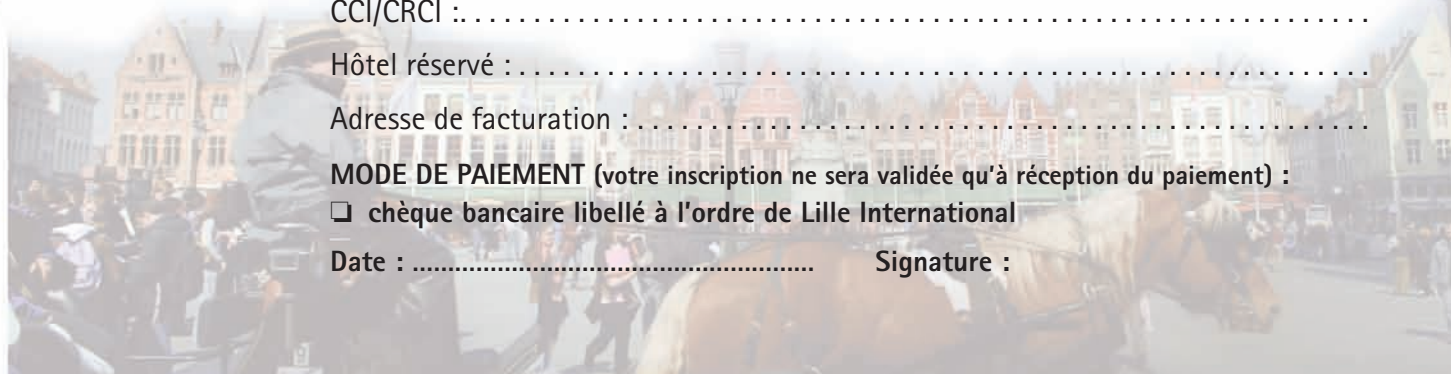 CCI/CRCI :. . . . . . . . . . . . . . . . . . . . . . . . . . . . . . . . . . . . . . . . . . . . . . . . . . . . . . . . . . . . . .
Hôtel réservé : . . . . . . . . . . . . . . . . . . . . . . . . . . . . . . . . . . . . . . . . . . . . . . . . . . . . . . . . . .
Adresse de facturation : . . . . . . . . . . . . . . . . . . . . . . . . . . . . . . . . . . . . . . . . . . . . . . . . . .
MODE DE PAIEMENT (votre inscription ne sera validée qu'à réception du paiement) :
❏ chèque bancaire libellé à l'ordre de Lille International
Date : ......................................................... Signature :